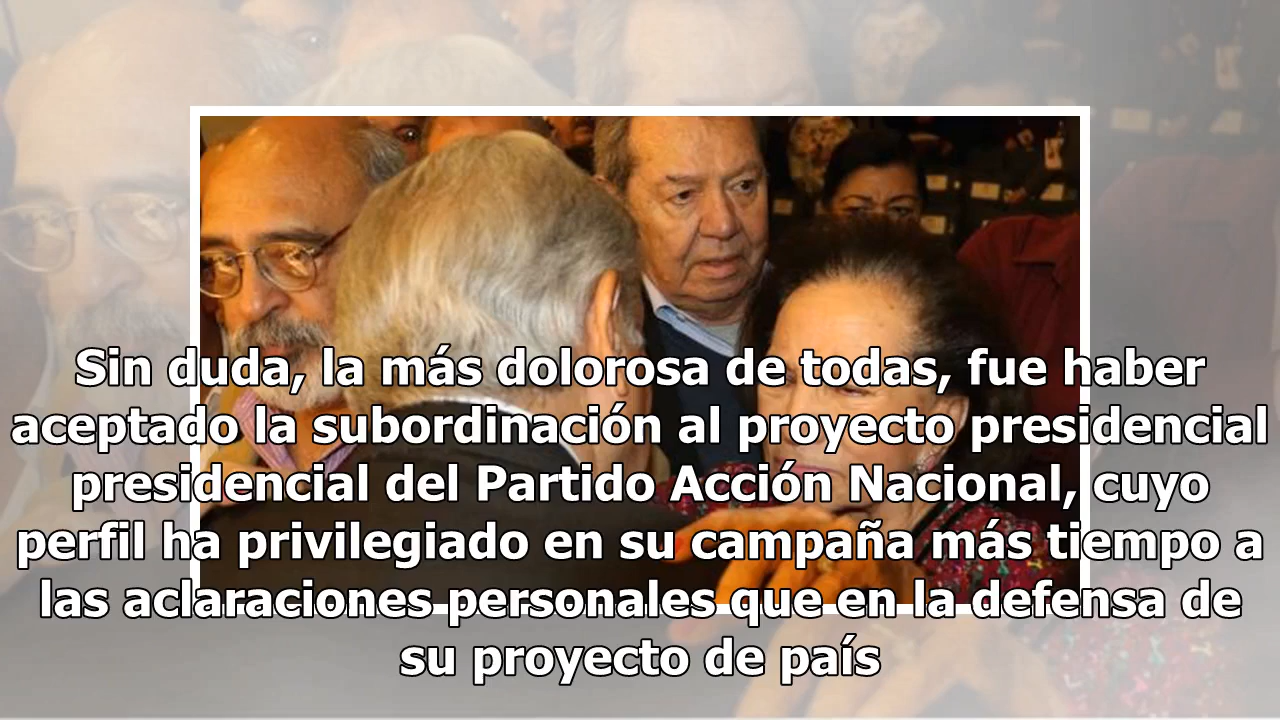 Sin duda, la más dolorosa de todas, fue haber
aceptado la subordinación al proyecto presidencial
presidencial del Partido Acción Nacional, cuyo
perfil ha privilegiado en su campaña más tiempo a
las aclaraciones personales que en la defensa de
su proyecto de país